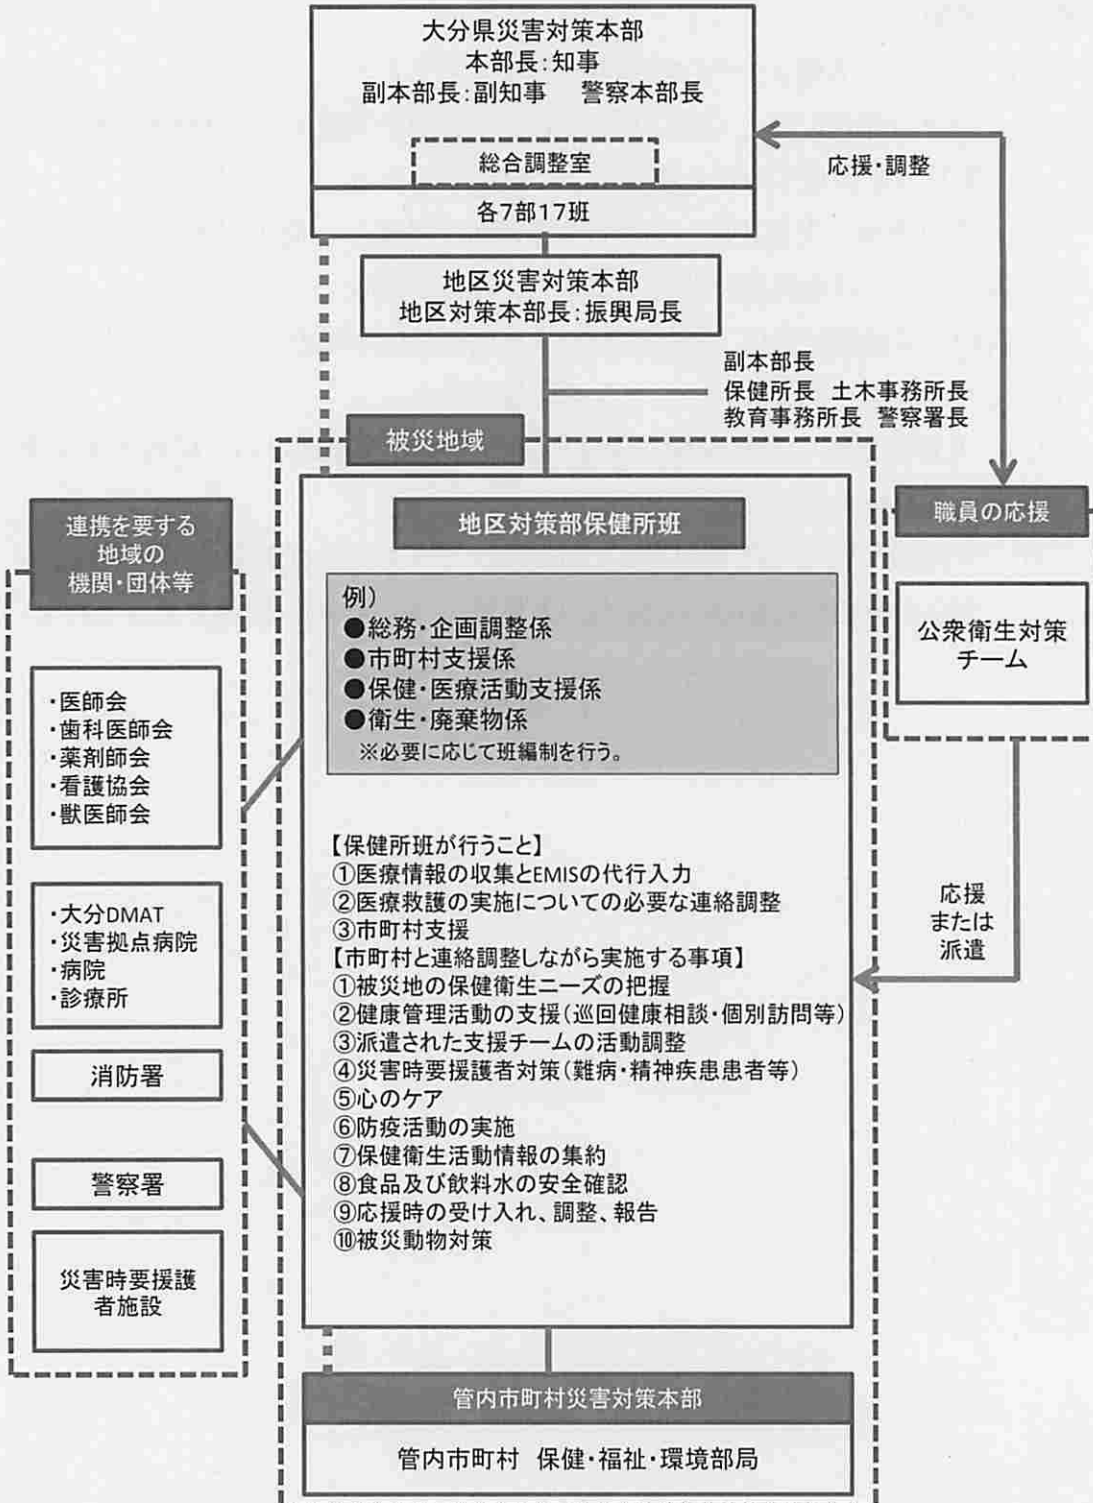 大分県災害対策本部
本部長：知事
副本部長：副知事　警察本部長
総合調整室
各7部17班
応援・調整
地区災害対策本部
地区対策本部長：振興局長
副本部長
保健所長　土木事務所長
教育事務所長　警察署長
被災地域
連携を要する
地域の
機関・団体等
・医師会
・歯科医師会
・薬剤師会
・看護協会
・獣医師会
・大分DMAT
・災害拠点病院
・病院
・診療所
消防署
警察署
災害時要援護
者施設
地区対策部保健所班
例）
●総務・企画調整係
●市町村支援係
●保健・医療活動支援係
●衛生・廃棄物係
※必要に応じて班編制を行う。
【保健所班が行うこと】
①医療情報の収集とEMISの代行入力
②医療救護の実施についての必要な連絡調整
③市町村支援
【市町村と連絡調整しながら実施する事項】
①被災地の保健衛生ニーズの把握
②健康管理活動の支援（巡回健康相談・個別訪問等）
③派遣された支援チームの活動調整
④災害時要援護者対策（難病・精神疾患患者等）
⑤心のケア
⑥防疫活動の実施
⑦保健衛生活動情報の集約
⑧食品及び飲料水の安全確認
⑨応援時の受け入れ、調整、報告
⑩被災動物対策
職員の応援
公衆衛生対策
チーム
応援
または
派遣
管内市町村災害対策本部
管内市町村　保健・福祉・環境部局